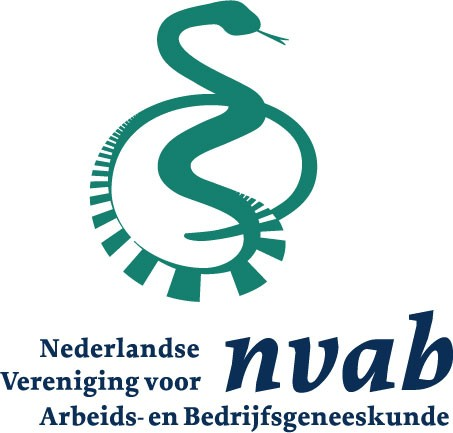 Nederlandse
Vereniging voor nvab
Arbeids- en Bedrijfsgeneeskunde